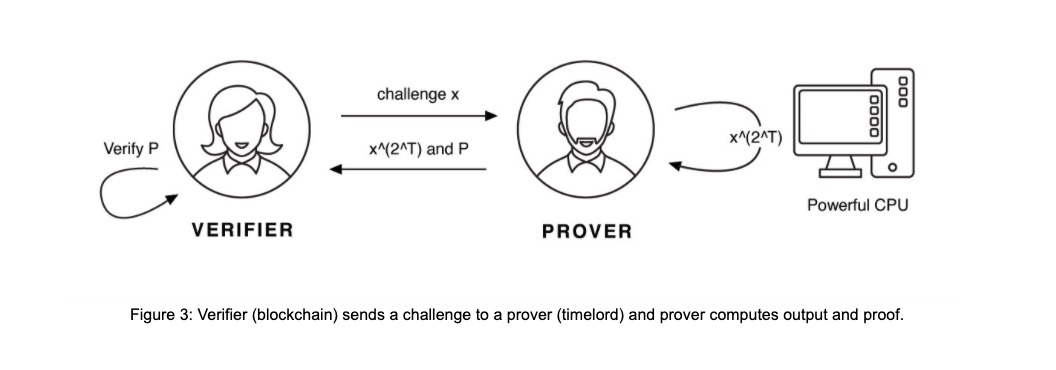 challenge x
Verify P
x^(2^T) and P
x^(2^T)
Powerful CPU
VERIFIER
PROVER
Figure 3: Verifier (blockchain) sends a challenge to a prover (timelord) and prover computes output and proof.